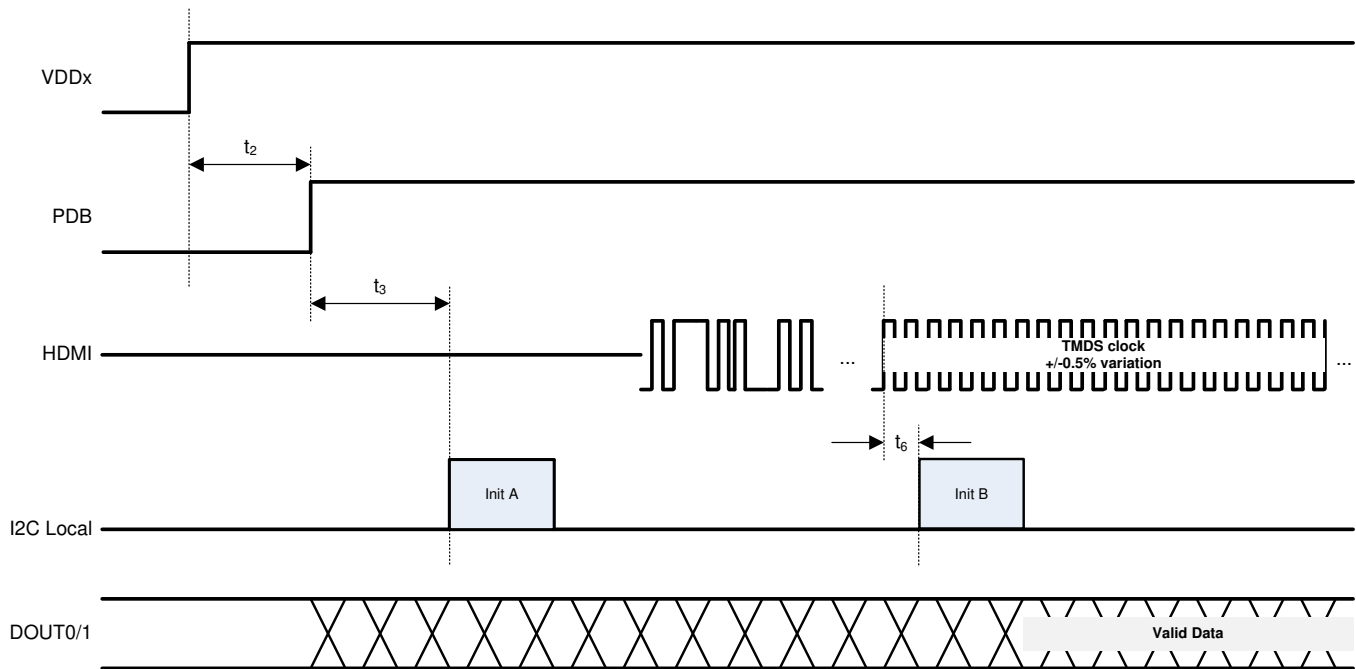 VDDx
t2
PDB
t3
HDMI
...
TMDS clock
+/-0.5% variation
...
t6
Init A
Init B
I2C Local
DOUT0/1
Valid Data